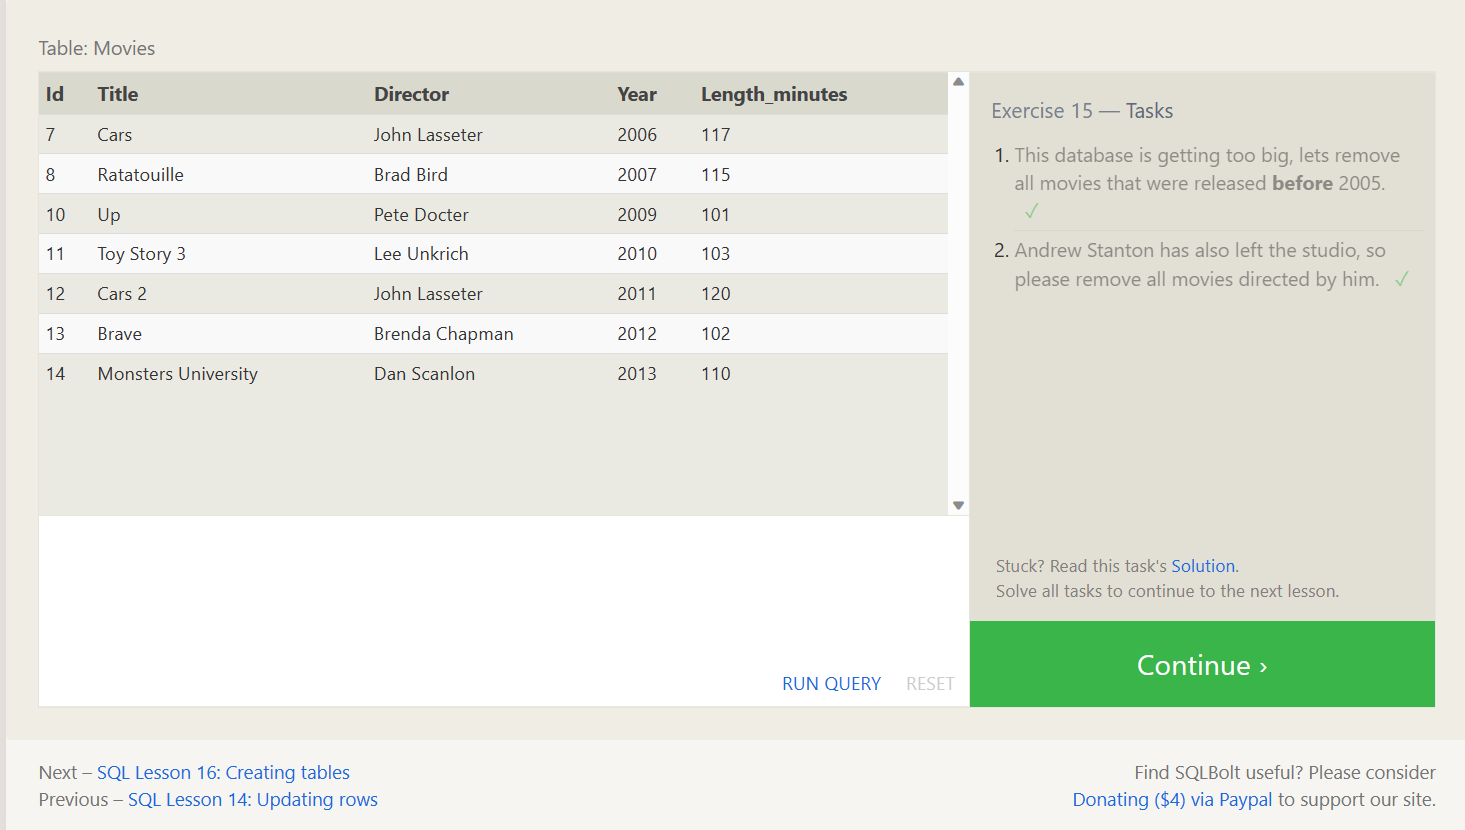 Table: Movies
Id Title Director Year Length_minutes
7 Cars John Lasseter 2006 117
8 Ratatouille Brad Bird 2007 115
10 Up Pete Docter 2009 101
11 Toy Story 3 Lee Unkrich 2010 103
12 Cars 2 John Lasseter 2011 120
13 Brave Brenda Chapman 2012 102
14 Monsters University Dan Scanlon 2013 110
RUN QUERY RESET
Exercise 15 — Tasks
1. This database is getting too big, lets remove
all movies that were released before 2005.
✓
2. Andrew Stanton has also left the studio, so
please remove all movies directed by him. ✓
Stuck? Read this task's Solution.
Solve all tasks to continue to the next lesson.
Continue ›
Next – SQL Lesson 16: Creating tables
Previous – SQL Lesson 14: Updating rows
Find SQLBolt useful? Please consider
Donating ($4) via Paypal to support our site.